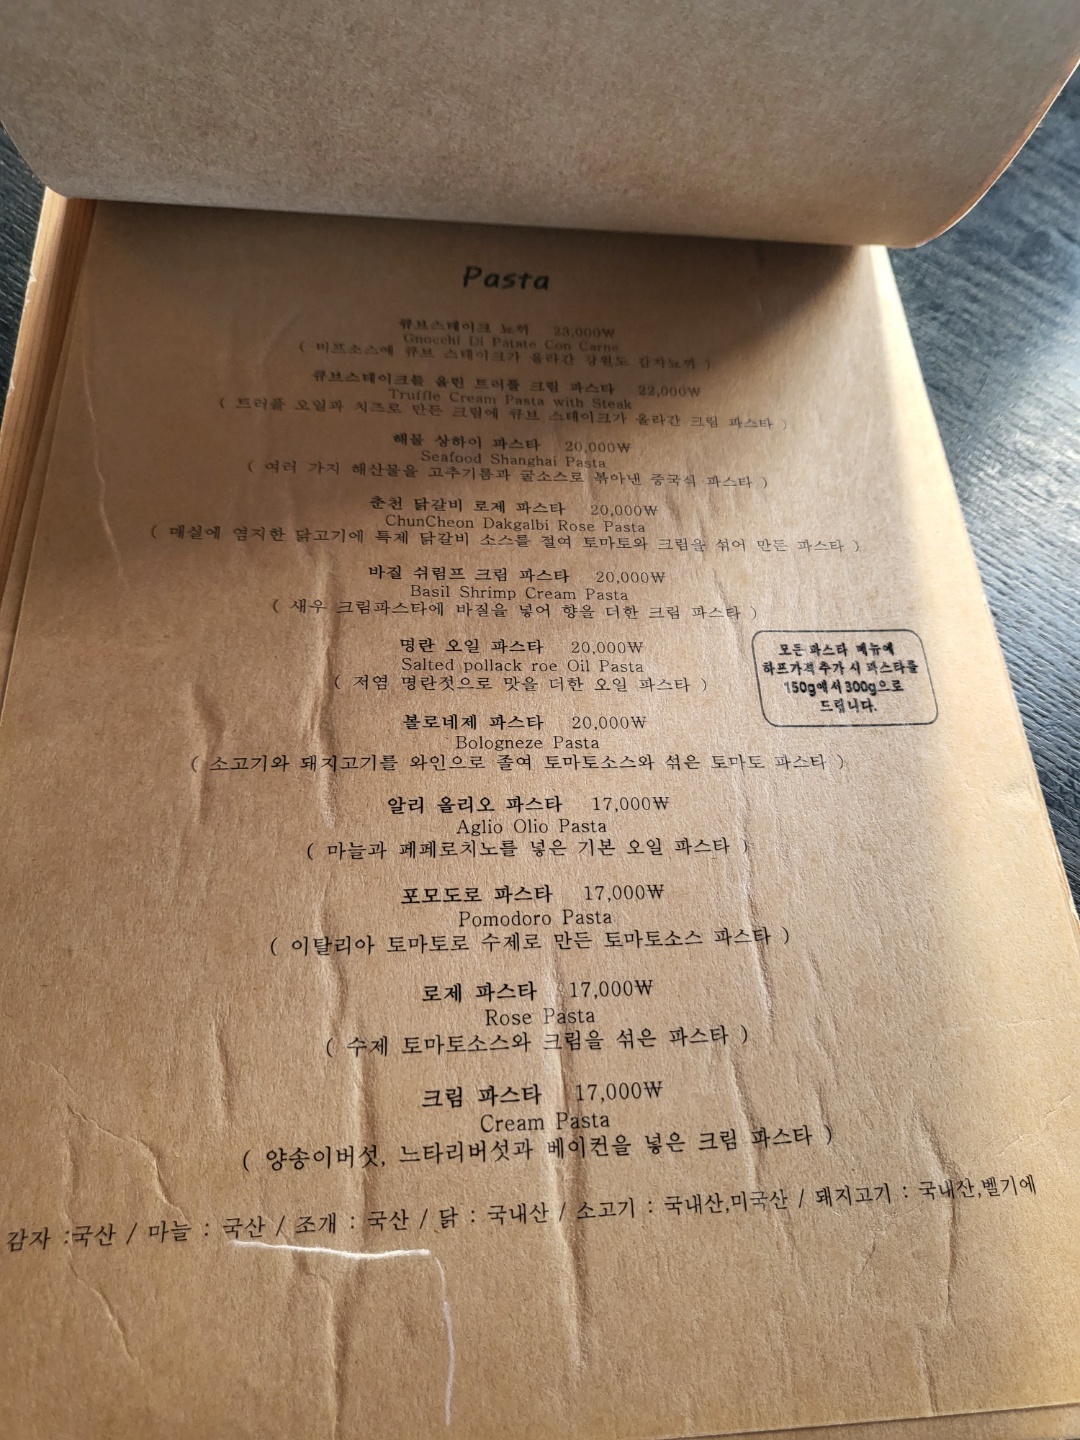 Pasta
큐브스테이크 뇨끼 23,000₩
Gnocchi Di Patate Con Carne
( 비프소스에 큐브 스테이크가 올라간 강원도 감자뇨끼 )
큐브스테이크를 올린 트러플 크림 파스타 22,000₩
Truffle Cream Pasta with Steak
( 트러플 오일과 치즈로 만든 크림에 큐브 스테이크가 올라간 크림 파스타 )
해물 상하이 파스타 20,000₩
Seafood Shanghai Pasta
( 여러 가지 해산물을 고추기름과 굴소스로 볶아낸 중국식 파스타 )
춘천 닭갈비 로제 파스타 20,000₩
ChunCheon Dakgalbi Rose Pasta
( 매실에 염지한 닭고기에 특제 닭갈비 소스를 절여 토마토와 크림을 섞어 만든 파스타 )
바질 쉬림프 크림 파스타 20,000₩
Basil Shrimp Cream Pasta
( 새우 크림파스타에 바질을 넣어 향을 더한 크림 파스타 )
명란 오일 파스타 20,000₩
Salted pollack roe Oil Pasta
( 저염 명란젓으로 맛을 더한 오일 파스타 )
모든 파스타 메뉴에
하프가격 추가 시 파스타를
150g에서 300g으로
드립니다.
볼로네제 파스타 20,000₩
Bologneze Pasta
( 소고기와 돼지고기를 와인으로 졸여 토마토소스와 섞은 토마토 파스타 )
알리 올리오 파스타 17,000₩
Aglio Olio Pasta
( 마늘과 페페로치노를 넣은 기본 오일 파스타 )
포모도로 파스타 17,000₩
Pomodoro Pasta
( 이탈리아 토마토로 수제로 만든 토마토소스 파스타 )
로제 파스타 17,000₩
Rose Pasta
( 수제 토마토소스와 크림을 섞은 파스타 )
크림 파스타 17,000₩
Cream Pasta
( 양송이버섯, 느타리버섯과 베이컨을 넣은 크림 파스타 )
감자 :국산 / 마늘 : 국산 / 조개 : 국산 / 닭 : 국내산 / 소고기 : 국내산,미국산 / 돼지고기 : 국내산,벨기에